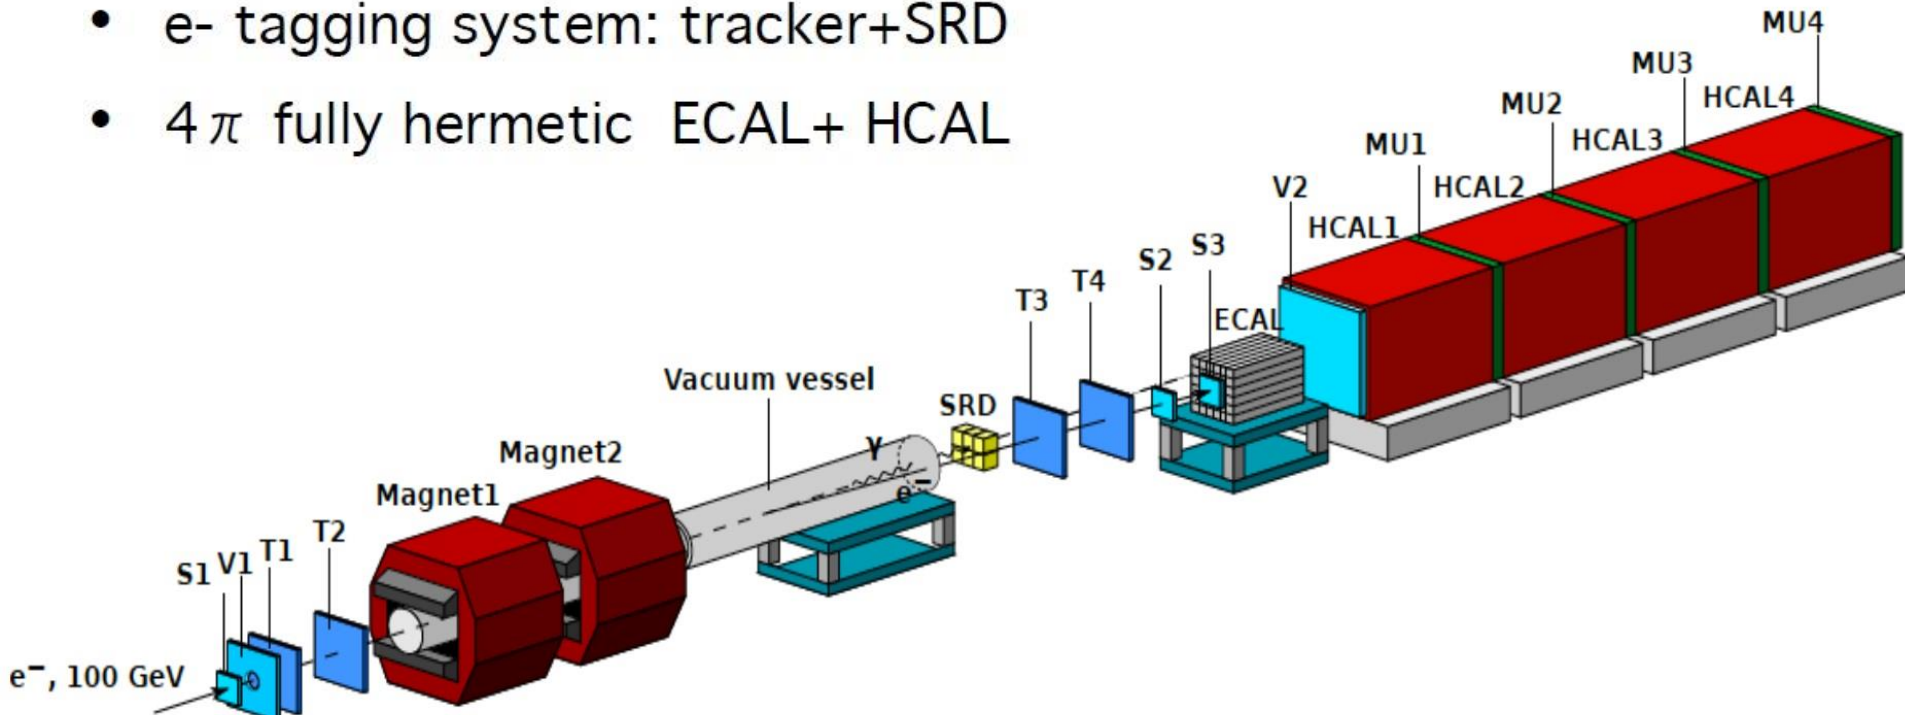 • e- tagging system: tracker+SRD
• 4π fully hermetic ECAL+ HCAL
MU4
MU3
HCAL4
MU2
HCAL3
MU1
HCAL2
V2
HCAL1
S3
S2
T4
T3
ECAL
Vacuum vessel
SRD
γ
e⁻
Magnet2
Magnet1
T2
T1
V1
S1
e⁻, 100 GeV